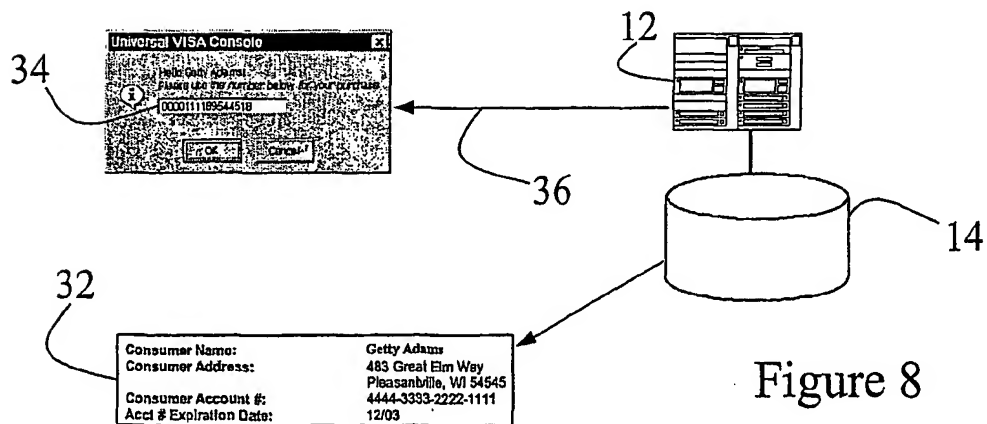 Universal VISA Console
Hello Getty Adams!
Please use the number below for your purchase
0000111189544518
OK
Cancel
34
12
36
14
32
Consumer Name: Getty Adams
Consumer Address: 483 Great Elm Way
Pleasantville, WI 54545
Consumer Account #: 4444-3333-2222-1111
Acct # Expiration Date: 12/03
Figure 8